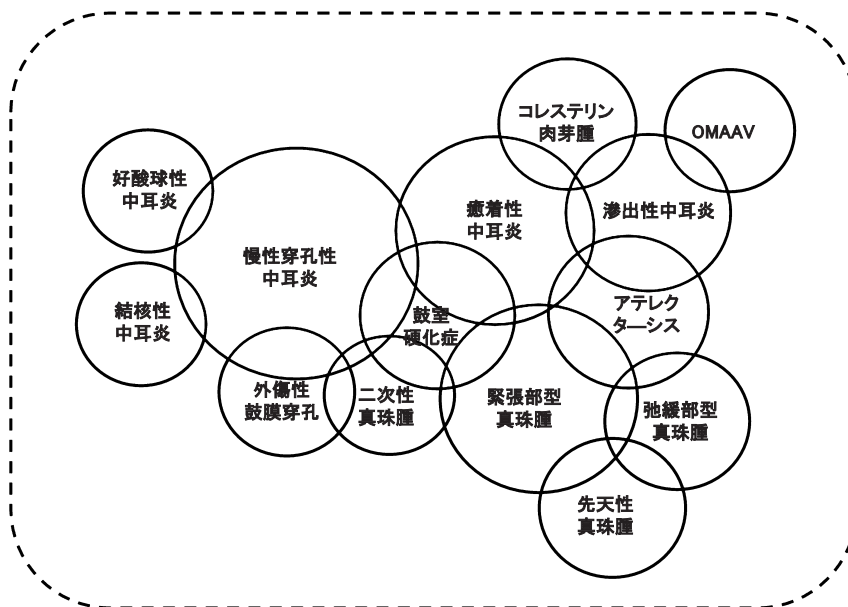 コレステリン
肉芽腫
OMAAV
好酸球性
中耳炎
癒着性
中耳炎
滲出性中耳炎
慢性穿孔性
中耳炎
結核性
中耳炎
鼓室
硬化症
アテレク
ターシス
外傷性
鼓膜穿孔
二次性
真珠腫
緊張部型
真珠腫
弛緩部型
真珠腫
先天性
真珠腫